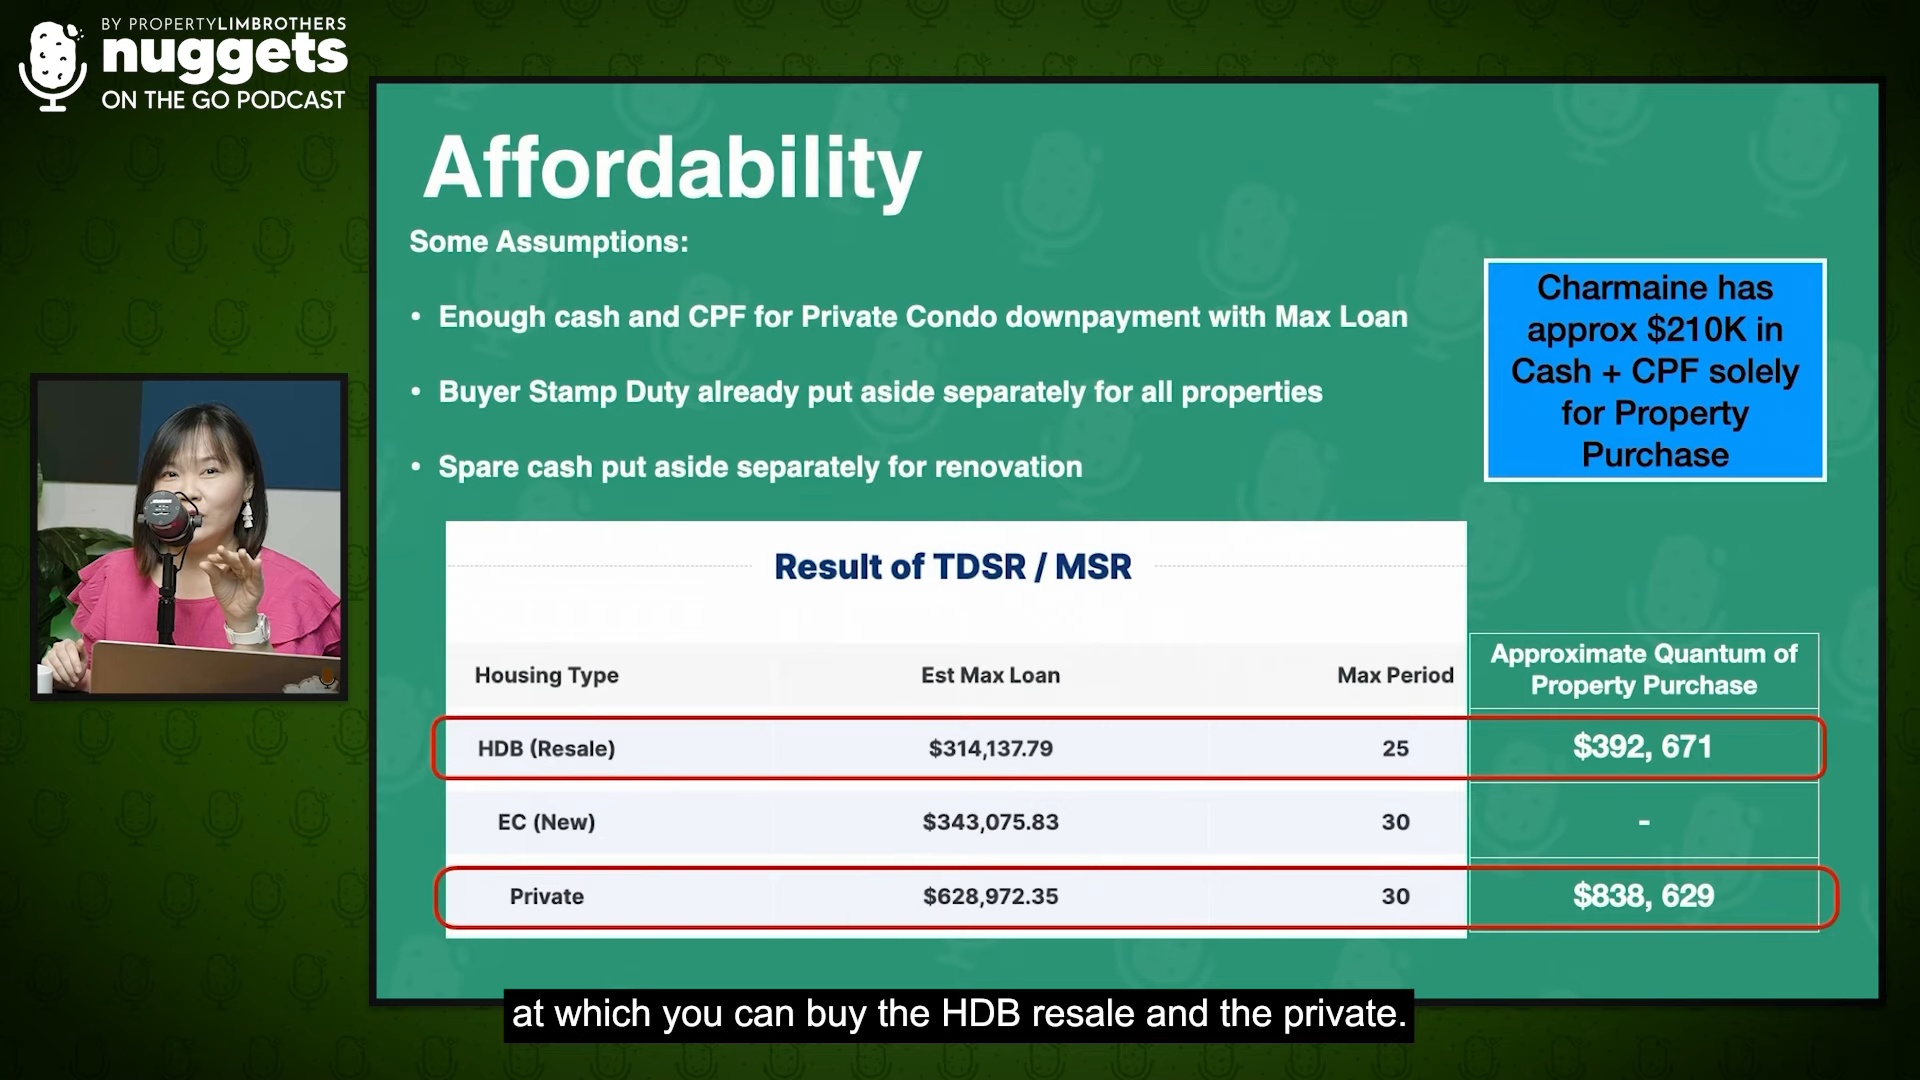 BY PROPERTYLIMBROTHERS
nuggets
ON THE GO PODCAST
Affordability
Some Assumptions:
• Enough cash and CPF for Private Condo downpayment with Max Loan
• Buyer Stamp Duty already put aside separately for all properties
• Spare cash put aside separately for renovation
Charmaine has
approx $210K in
Cash + CPF solely
for Property
Purchase
Result of TDSR / MSR
Housing Type Est Max Loan Max Period Approximate Quantum of
Property Purchase
HDB (Resale) $314,137.79 25 $392, 671
EC (New) $343,075.83 30 -
Private $628,972.35 30 $838, 629
at which you can buy the HDB resale and the private.